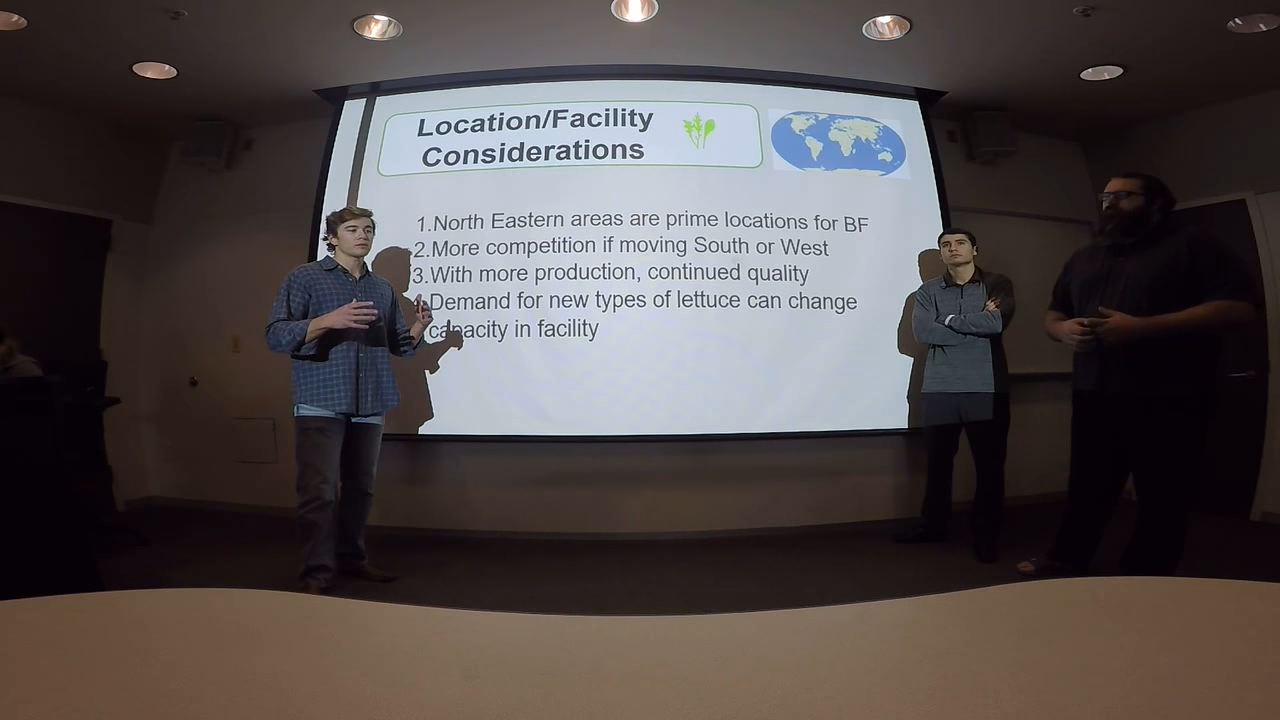 Location/Facility
Considerations
1.North Eastern areas are prime locations for BF
2.More competition if moving South or West
3.With more production, continued quality
4.Demand for new types of lettuce can change
capacity in facility